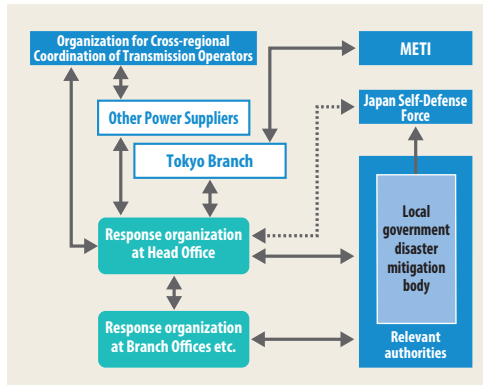 Organization for Cross-regional
Coordination of Transmission Operators
METI
Other Power Suppliers
Japan Self-Defense
Force
Tokyo Branch
Response organization
at Head Office
Local
government
disaster
mitigation
body
Response organization
at Branch Offices etc.
Relevant
authorities